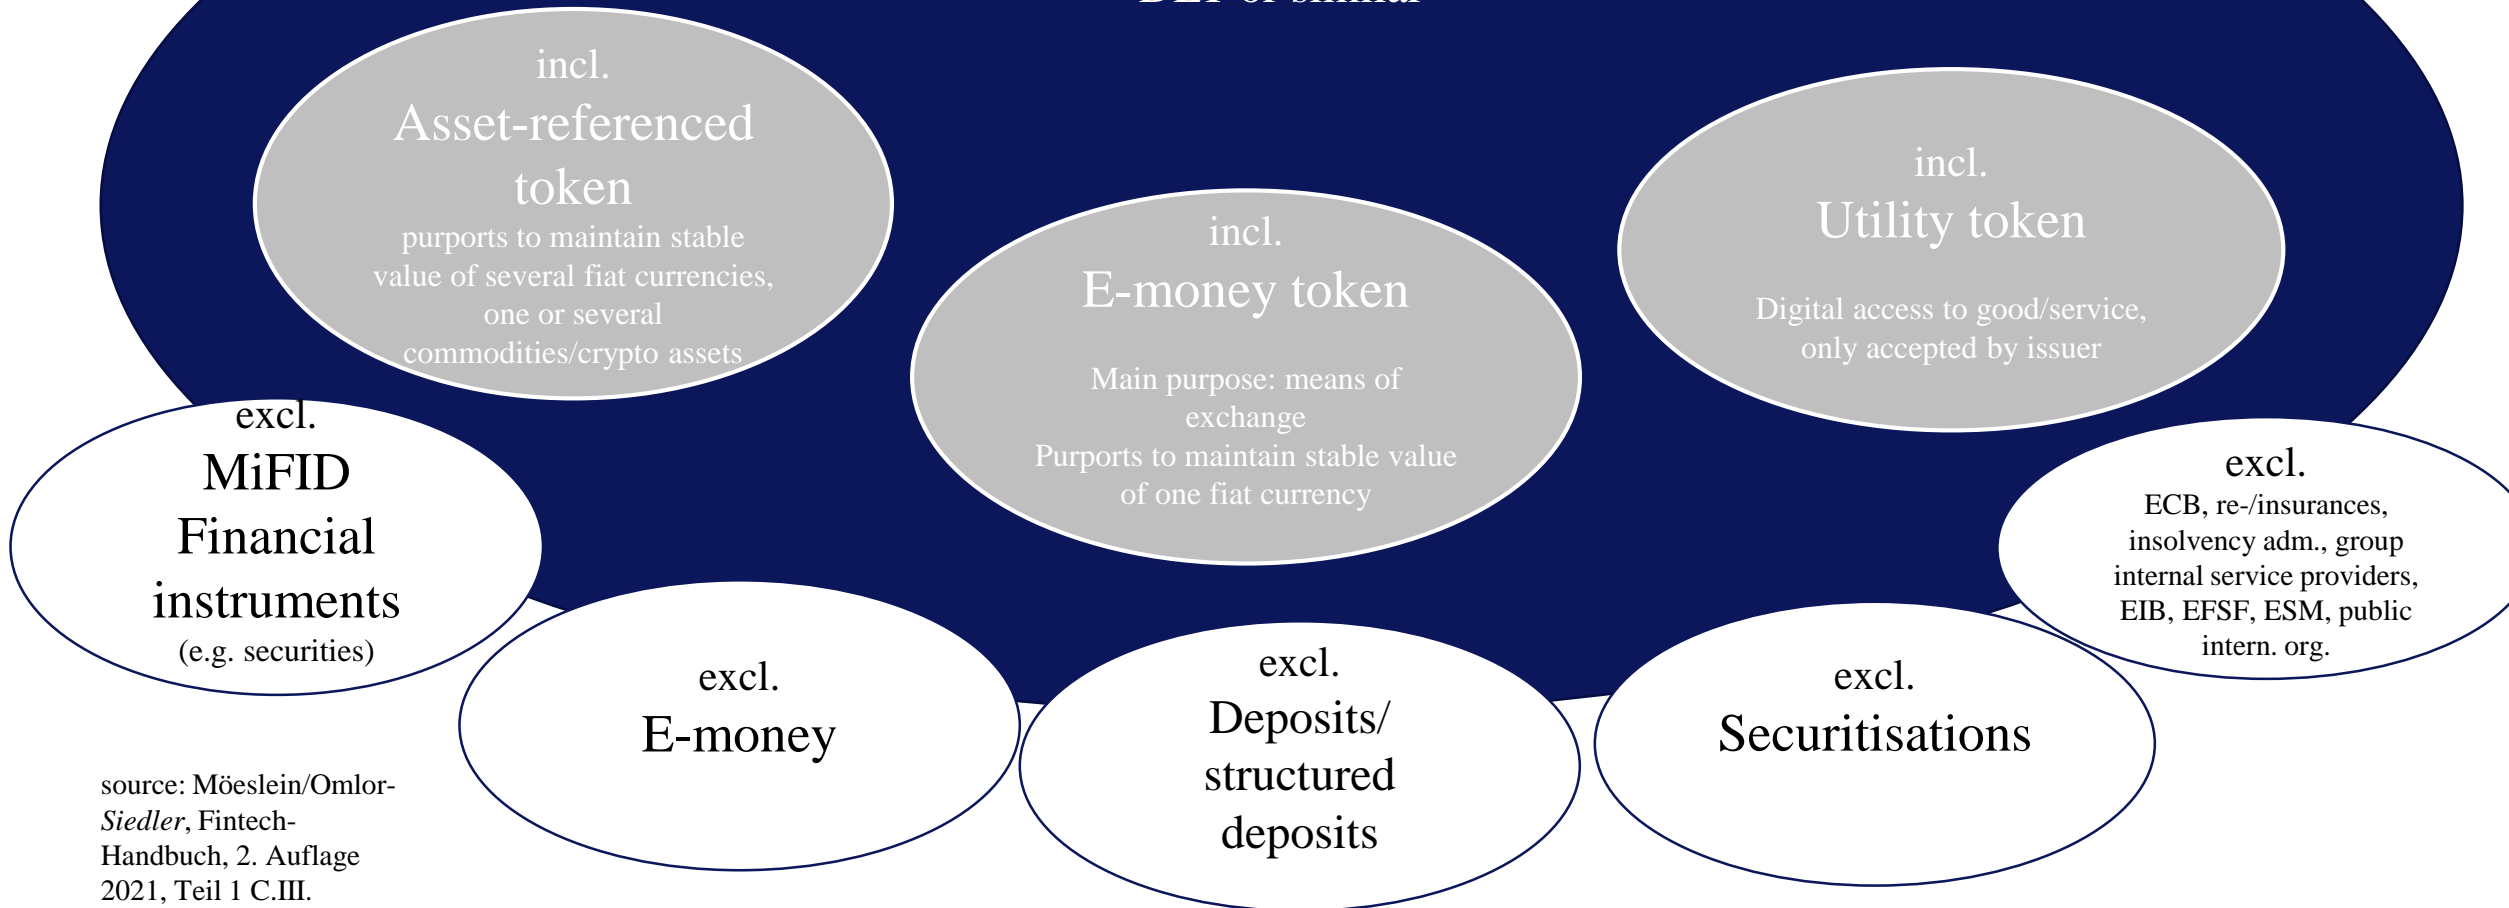 DLT or similar
incl.
Asset-referenced
token
purports to maintain stable
value of several fiat currencies,
one or several
commodities/crypto assets
incl.
E-money token
Main purpose: means of
exchange
Purports to maintain stable value
of one fiat currency
incl.
Utility token
Digital access to good/service,
only accepted by issuer
excl.
MiFID
Financial
instruments
(e.g. securities)
excl.
E-money
excl.
Deposits/
structured
deposits
excl.
Securitisations
excl.
ECB, re-/insurances,
insolvency adm., group
internal service providers,
EIB, EFSF, ESM, public
intern. org.
source: Möeslein/Omlor-
Siedler, Fintech-
Handbuch, 2. Auflage
2021, Teil 1 C.III.